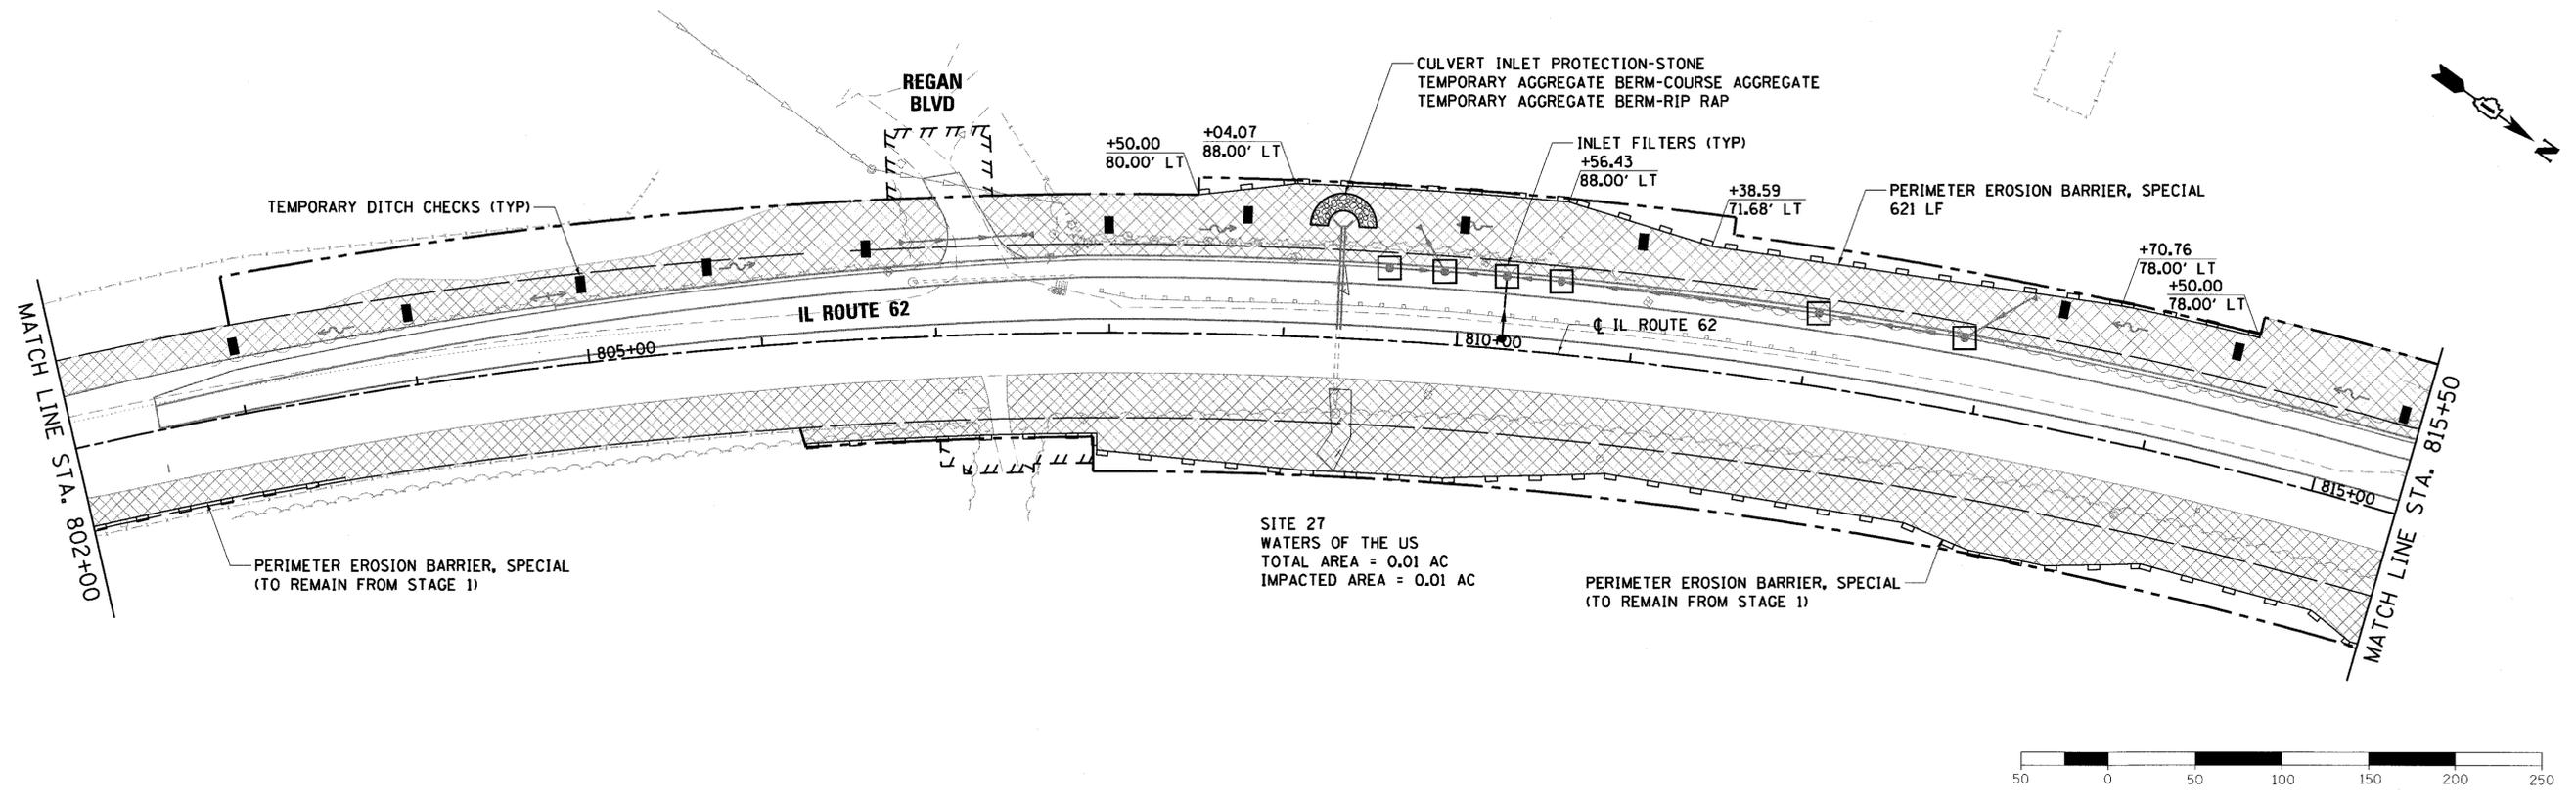 REGAN
BLVD
CULVERT INLET PROTECTION-STONE
TEMPORARY AGGREGATE BERM-COURSE AGGREGATE
TEMPORARY AGGREGATE BERM-RIP RAP
+50.00
80.00' LT
+04.07
88.00' LT
INLET FILTERS (TYP)
+56.43
88.00' LT
+38.59
71.68' LT
PERIMETER EROSION BARRIER, SPECIAL
621 LF
N
TEMPORARY DITCH CHECKS (TYP)
+70.76
78.00' LT
+50.00
78.00' LT
MATCH LINE STA. 802+00
IL ROUTE 62
805+00
810+00
℄ IL ROUTE 62
815+00
MATCH LINE STA. 815+50
PERIMETER EROSION BARRIER, SPECIAL
(TO REMAIN FROM STAGE 1)
SITE 27
WATERS OF THE US
TOTAL AREA = 0.01 AC
IMPACTED AREA = 0.01 AC
PERIMETER EROSION BARRIER, SPECIAL
(TO REMAIN FROM STAGE 1)
50 0 50 100 150 200 250